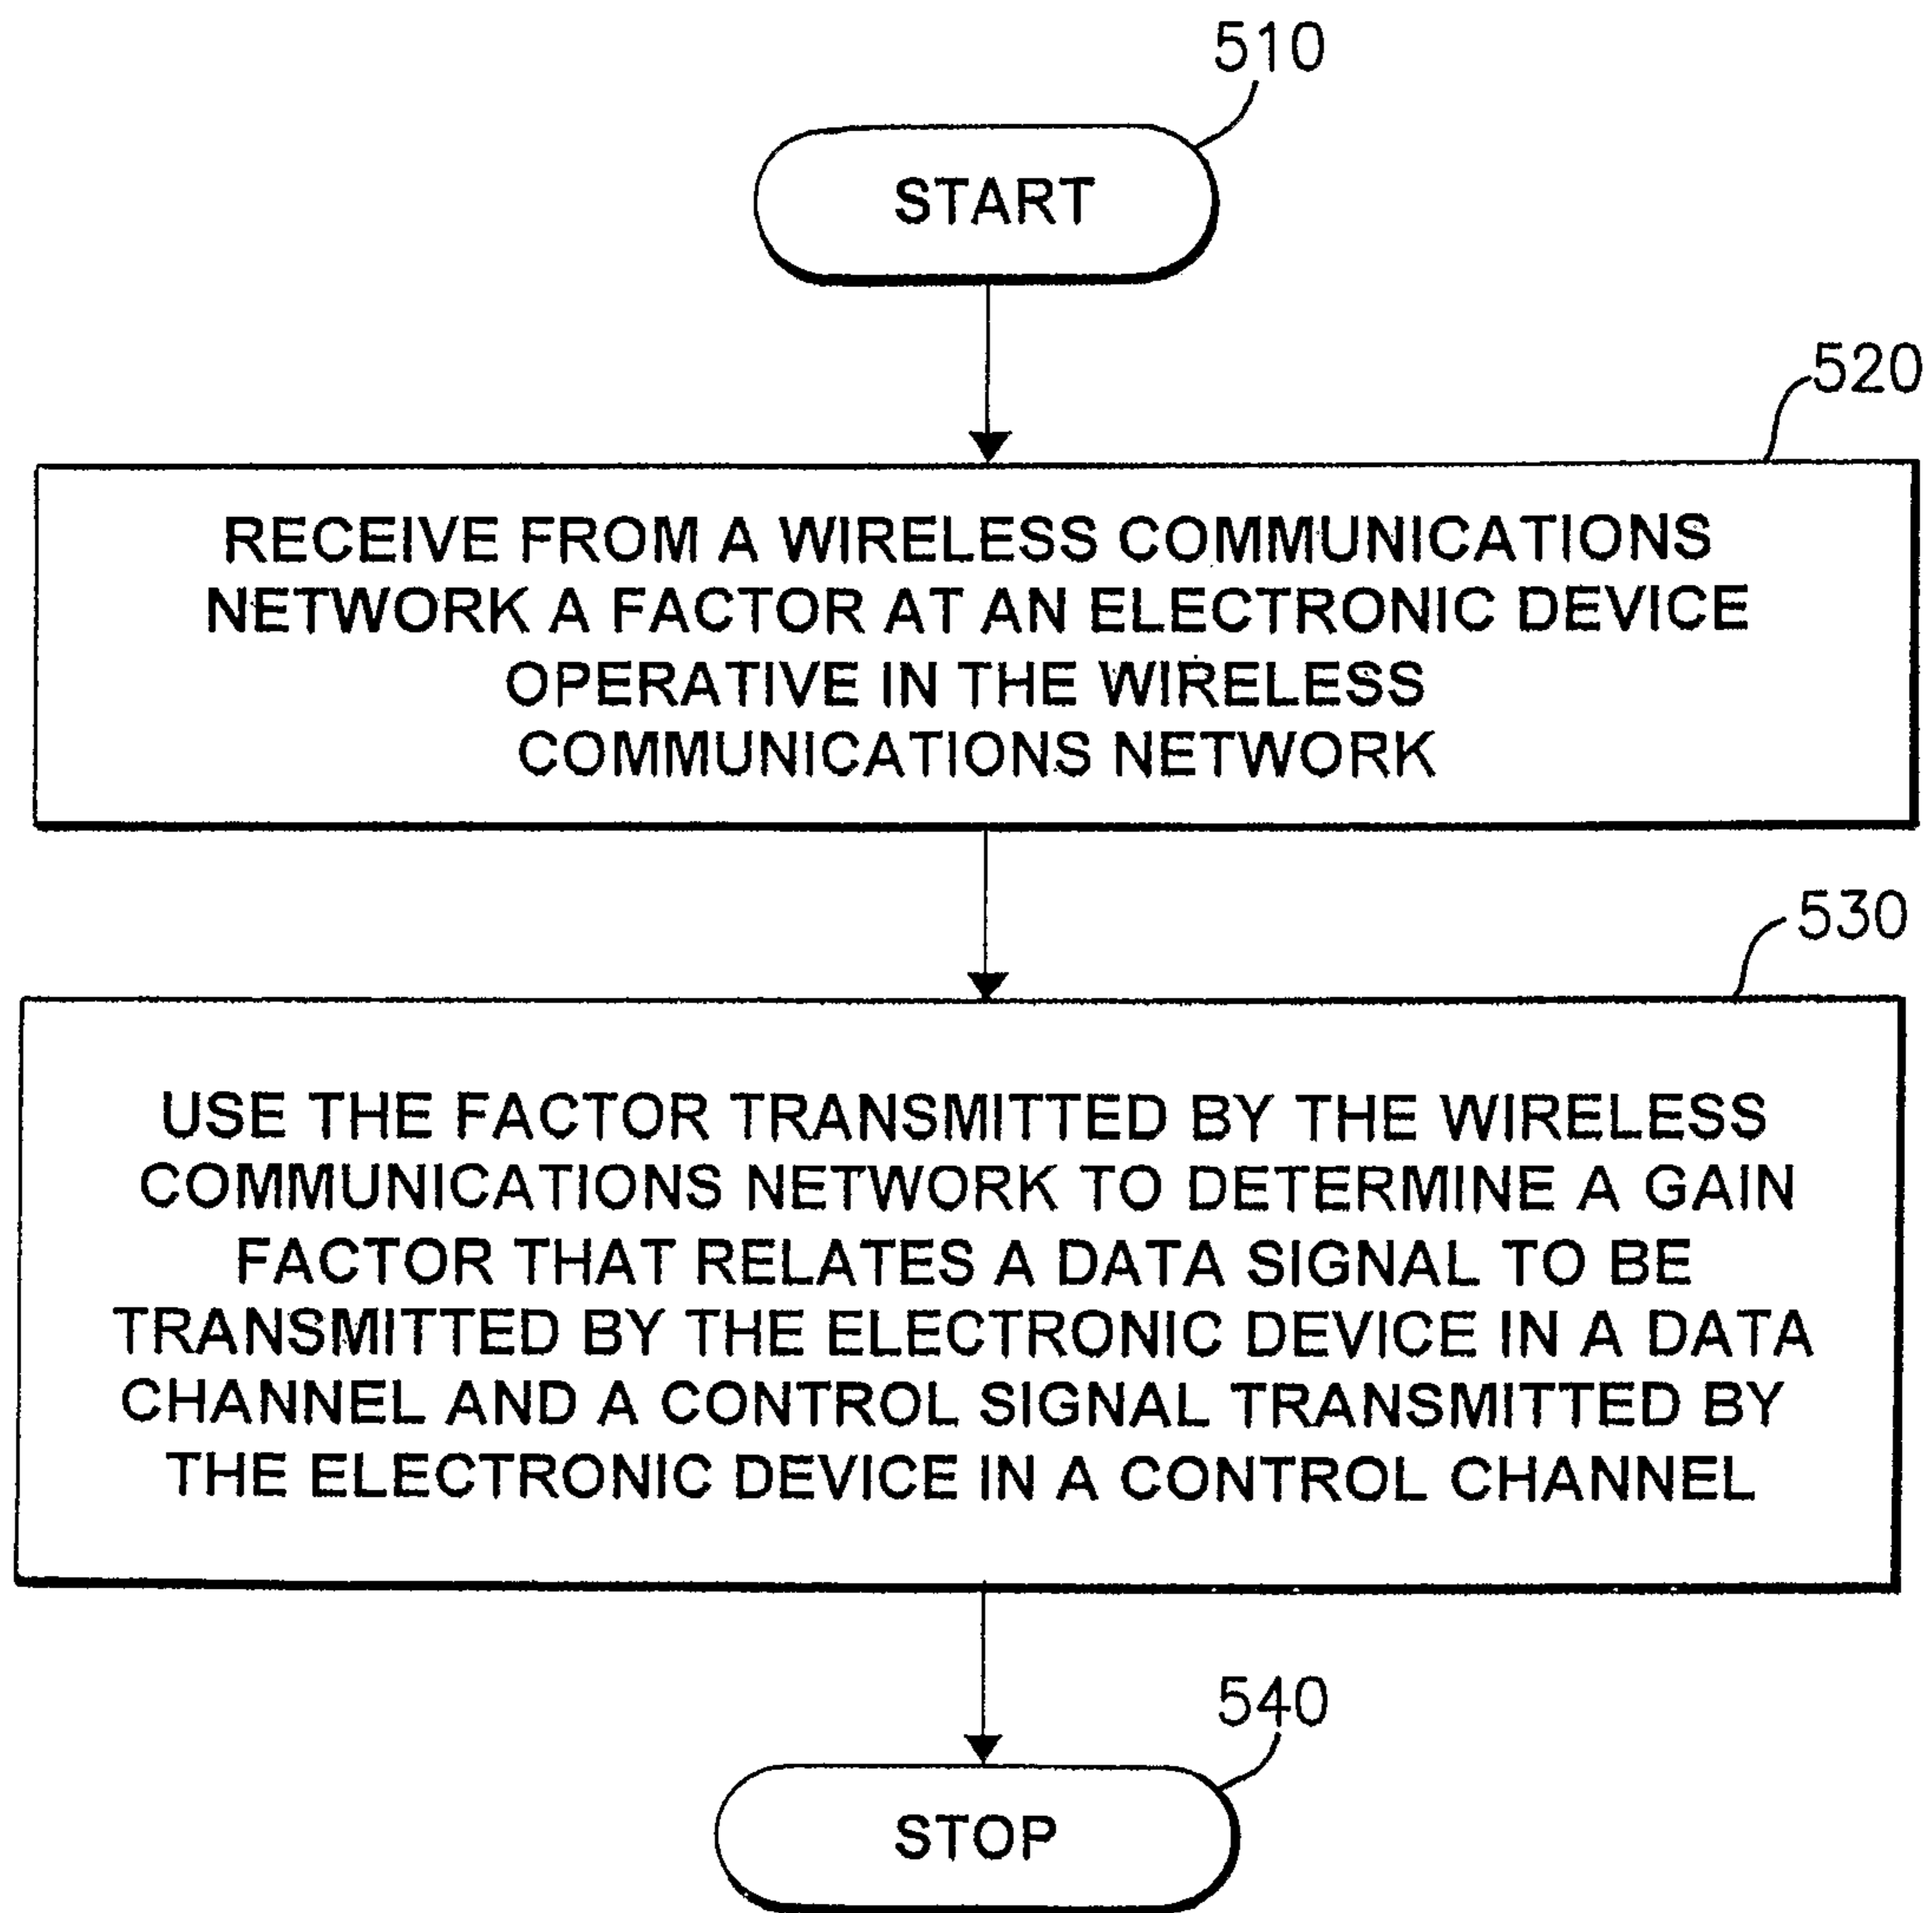 510
START
520
RECEIVE FROM A WIRELESS COMMUNICATIONS
NETWORK A FACTOR AT AN ELECTRONIC DEVICE
OPERATIVE IN THE WIRELESS
COMMUNICATIONS NETWORK
530
USE THE FACTOR TRANSMITTED BY THE WIRELESS
COMMUNICATIONS NETWORK TO DETERMINE A GAIN
FACTOR THAT RELATES A DATA SIGNAL TO BE
TRANSMITTED BY THE ELECTRONIC DEVICE IN A DATA
CHANNEL AND A CONTROL SIGNAL TRANSMITTED BY
THE ELECTRONIC DEVICE IN A CONTROL CHANNEL
540
STOP